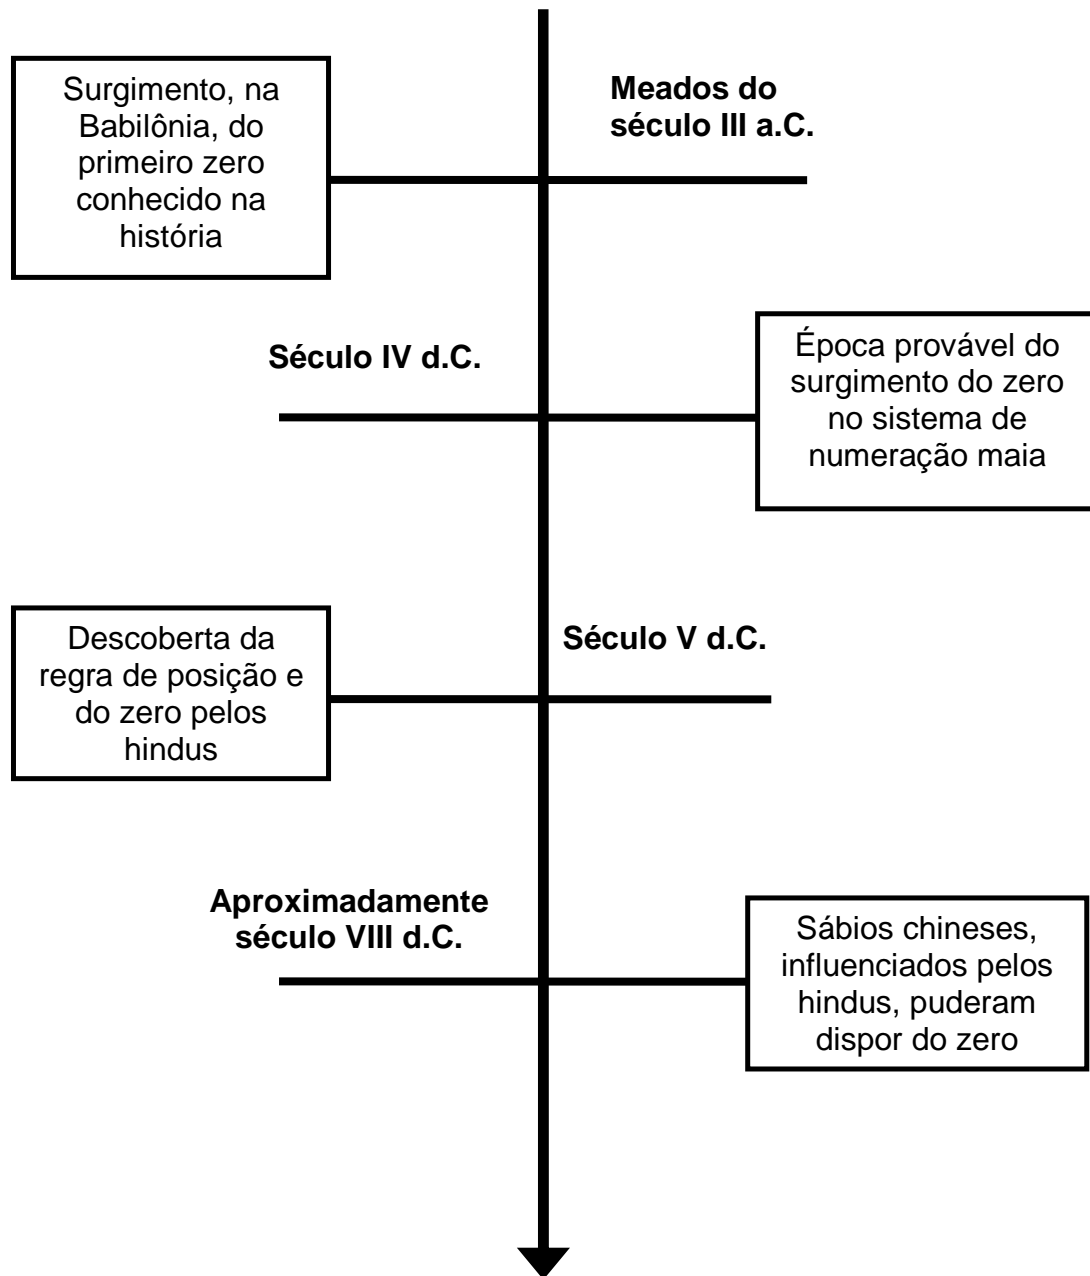 Surgimento, na
Babilônia, do
primeiro zero
conhecido na
história
Meados do
século III a.C.
Século IV d.C.
Época provável do
surgimento do zero
no sistema de
numeração maia
Descoberta da
regra de posição e
do zero pelos
hindus
Século V d.C.
Aproximadamente
século VIII d.C.
Sábios chineses,
influenciados pelos
hindus, puderam
dispor do zero